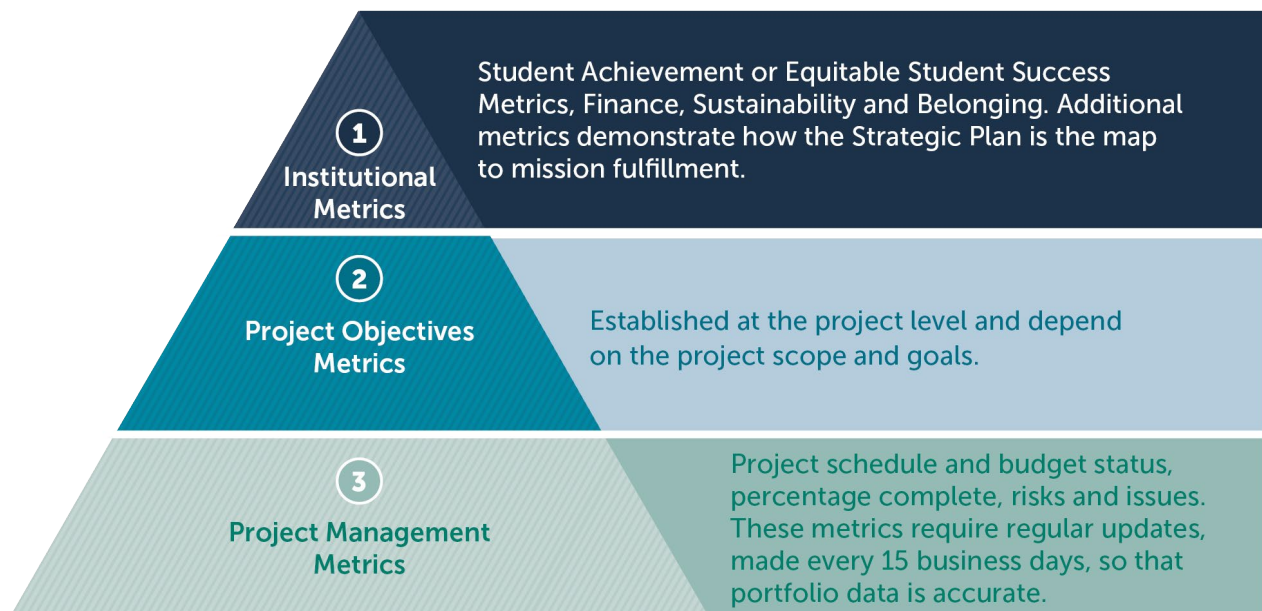 1
Institutional
Metrics
Student Achievement or Equitable Student Success
Metrics, Finance, Sustainability and Belonging. Additional
metrics demonstrate how the Strategic Plan is the map
to mission fulfillment.
2
Project Objectives
Metrics
Established at the project level and depend
on the project scope and goals.
3
Project Management
Metrics
Project schedule and budget status,
percentage complete, risks and issues.
These metrics require regular updates,
made every 15 business days, so that
portfolio data is accurate.